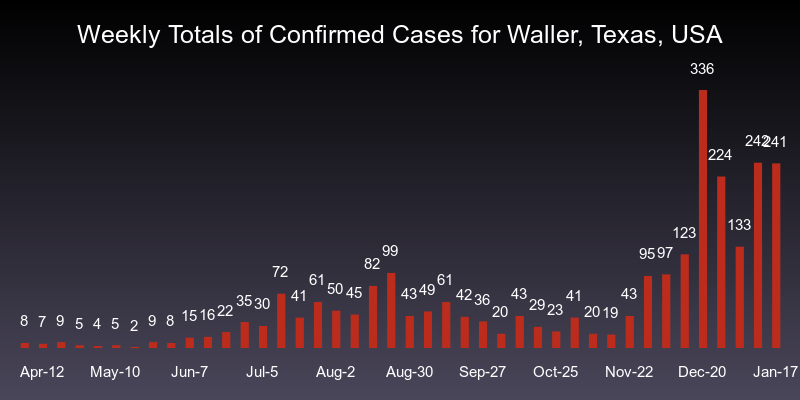 Weekly Totals of Confirmed Cases for Waller, Texas, USA
8 7 9 5 4 5 2 9 8 15 16 22 35 30 72 41 61 50 45 82 99 43 49 61 42 36 20 43 29 23 41 20 19 43 95 97 123 336 224 133 242 241
Apr-12 May-10 Jun-7 Jul-5 Aug-2 Aug-30 Sep-27 Oct-25 Nov-22 Dec-20 Jan-17